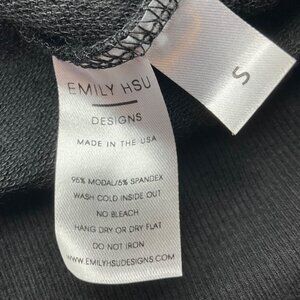 EMILY HSU
DESIGNS
MADE IN THE USA
95% MODAL/5% SPANDEX
WASH COLD INSIDE OUT
NO BLEACH
HANG DRY OR DRY FLAT
DO NOT IRON
WWW.EMILYHSUDESIGNS.COM
S